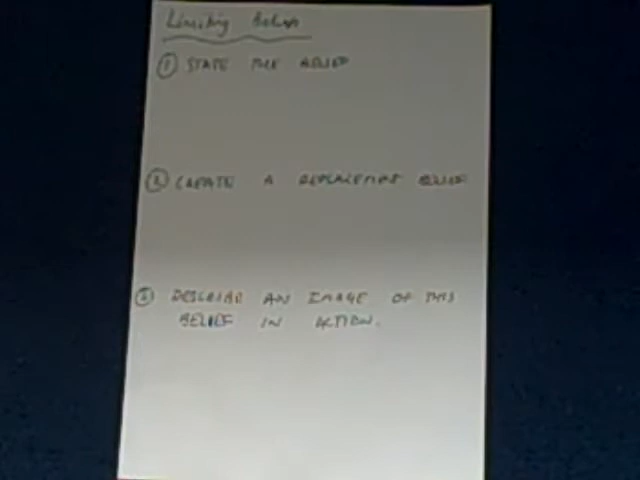 Limiting Beliefs
① STATE THE BELIEF
② CREATE A REPLACEMENT BELIEF
③ DESCRIBE AN IMAGE OF THIS
BELIEF IN ACTION.